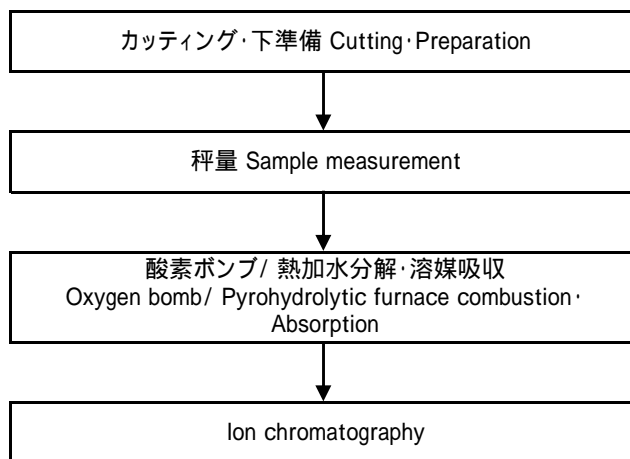 カッティング･下準備 Cutting･Preparation
秤量 Sample measurement
酸素ボンブ/ 熱加水分解･溶媒吸収
Oxygen bomb/ Pyrohydrolytic furnace combustion･
Absorption
Ion chromatography